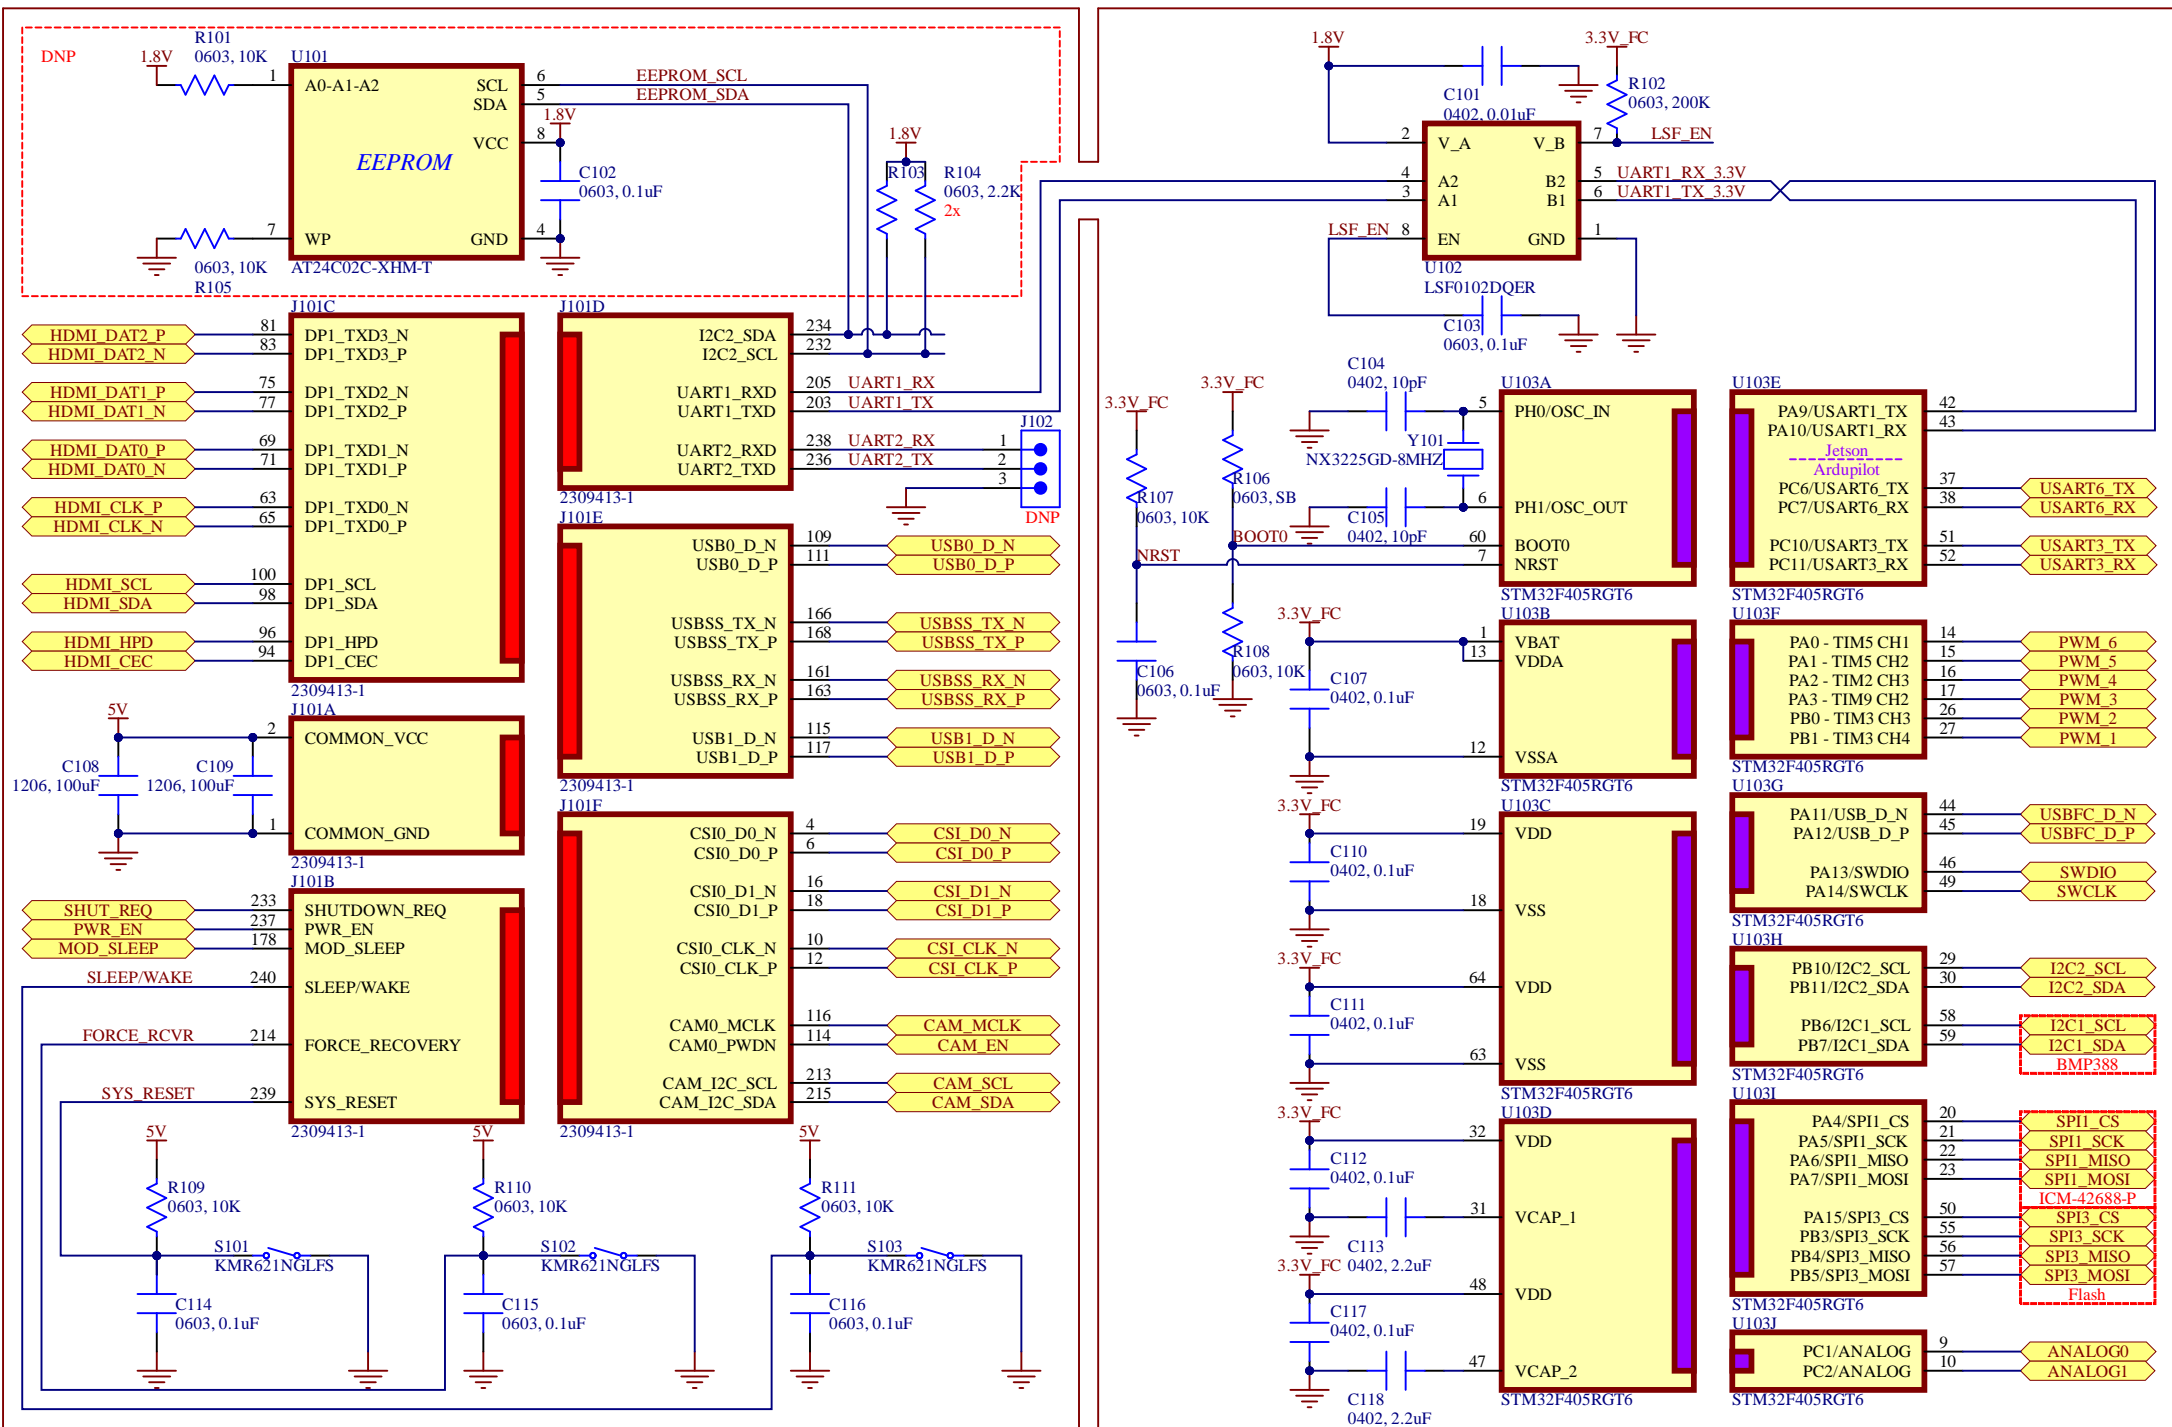 DNP
R101
0603, 10K
1.8V
1
U101
A0-A1-A2
SCL
SDA
VCC
EEPROM
WP
GND
AT24C02C-XHM-T
6
5
8
4
7
EEPROM_SCL
EEPROM_SDA
1.8V
C102
0603, 0.1uF
0603, 10K
R105
1.8V
R103
R104
0603, 2.2K
2x
J101C
HDMI_DAT2_P 81 DP1_TXD3_N
HDMI_DAT2_N 83 DP1_TXD3_P
HDMI_DAT1_P 75 DP1_TXD2_N
HDMI_DAT1_N 77 DP1_TXD2_P
HDMI_DAT0_P 69 DP1_TXD1_N
HDMI_DAT0_N 71 DP1_TXD1_P
HDMI_CLK_P 63 DP1_TXD0_N
HDMI_CLK_N 65 DP1_TXD0_P
HDMI_SCL 100 DP1_SCL
HDMI_SDA 98 DP1_SDA
HDMI_HPD 96 DP1_HPD
HDMI_CEC 94 DP1_CEC
2309413-1
J101A
5V
2 COMMON_VCC
C108
1206, 100uF
C109
1206, 100uF
1 COMMON_GND
2309413-1
J101B
SHUT_REQ 233 SHUTDOWN_REQ
PWR_EN 237 PWR_EN
MOD_SLEEP 178 MOD_SLEEP
SLEEP/WAKE 240 SLEEP/WAKE
FORCE_RCVR 214 FORCE_RECOVERY
SYS_RESET 239 SYS_RESET
2309413-1
J101D
I2C2_SDA 234
I2C2_SCL 232
UART1_RXD 205 UART1_RX
UART1_TXD 203 UART1_TX
UART2_RXD 238 UART2_RX 1
UART2_TXD 236 UART2_TX 2
3
J102
DNP
2309413-1
J101E
USB0_D_N 109 USB0_D_N
USB0_D_P 111 USB0_D_P
USBSS_TX_N 166 USBSS_TX_N
USBSS_TX_P 168 USBSS_TX_P
USBSS_RX_N 161 USBSS_RX_N
USBSS_RX_P 163 USBSS_RX_P
USB1_D_N 115 USB1_D_N
USB1_D_P 117 USB1_D_P
2309413-1
J101F
CSI0_D0_N 4 CSI_D0_N
CSI0_D0_P 6 CSI_D0_P
CSI0_D1_N 16 CSI_D1_N
CSI0_D1_P 18 CSI_D1_P
CSI0_CLK_N 10 CSI_CLK_N
CSI0_CLK_P 12 CSI_CLK_P
CAM0_MCLK 116 CAM_MCLK
CAM0_PWDN 114 CAM_EN
CAM_I2C_SCL 213 CAM_SCL
CAM_I2C_SDA 215 CAM_SDA
2309413-1
5V
R109
0603, 10K
S101
KMR621NGLFS
C114
0603, 0.1uF
5V
R110
0603, 10K
S102
KMR621NGLFS
C115
0603, 0.1uF
5V
R111
0603, 10K
S103
KMR621NGLFS
C116
0603, 0.1uF
1.8V
C101
0402, 0.01uF
3.3V_FC
R102
0603, 200K
2 V_A
V_B 7 LSF_EN
4 A2
B2 5 UART1_RX_3.3V
3 A1
B1 6 UART1_TX_3.3V
LSF_EN 8 EN
GND 1
U102
LSF0102DQER
C103
0603, 0.1uF
C104
0402, 10pF
3.3V_FC
3.3V_FC
Y101
NX3225GD-8MHZ
R106
0603, SB
R107
0603, 10K
C105
0402, 10pF
BOOT0
NRST
U103A
5 PH0/OSC_IN
6 PH1/OSC_OUT
60 BOOT0
7 NRST
STM32F405RGT6
R108
0603, 10K
C106
0603, 0.1uF
3.3V_FC
U103B
1 VBAT
13 VDDA
C107
0402, 0.1uF
12 VSSA
STM32F405RGT6
3.3V_FC
U103C
19 VDD
C110
0402, 0.1uF
18 VSS
3.3V_FC
64 VDD
C111
0402, 0.1uF
63 VSS
STM32F405RGT6
3.3V_FC
U103D
32 VDD
C112
0402, 0.1uF
31 VCAP_1
C113
0402, 2.2uF
3.3V_FC
48 VDD
C117
0402, 0.1uF
47 VCAP_2
C118
0402, 2.2uF
STM32F405RGT6
U103E
PA9/USART1_TX 42
PA10/USART1_RX 43
Jetson
Ardupilot
PC6/USART6_TX 37 USART6_TX
PC7/USART6_RX 38 USART6_RX
PC10/USART3_TX 51 USART3_TX
PC11/USART3_RX 52 USART3_RX
STM32F405RGT6
U103F
PA0 - TIM5 CH1 14 PWM_6
PA1 - TIM5 CH2 15 PWM_5
PA2 - TIM2 CH3 16 PWM_4
PA3 - TIM9 CH2 17 PWM_3
PB0 - TIM3 CH3 26 PWM_2
PB1 - TIM3 CH4 27 PWM_1
STM32F405RGT6
U103G
PA11/USB_D_N 44 USBFC_D_N
PA12/USB_D_P 45 USBFC_D_P
PA13/SWDIO 46 SWDIO
PA14/SWCLK 49 SWCLK
STM32F405RGT6
U103H
PB10/I2C2_SCL 29 I2C2_SCL
PB11/I2C2_SDA 30 I2C2_SDA
PB6/I2C1_SCL 58 I2C1_SCL
PB7/I2C1_SDA 59 I2C1_SDA
BMP388
STM32F405RGT6
U103I
PA4/SPI1_CS 20 SPI1_CS
PA5/SPI1_SCK 21 SPI1_SCK
PA6/SPI1_MISO 22 SPI1_MISO
PA7/SPI1_MOSI 23 SPI1_MOSI
ICM-42688-P
PA15/SPI3_CS 50 SPI3_CS
PB3/SPI3_SCK 55 SPI3_SCK
PB4/SPI3_MISO 56 SPI3_MISO
PB5/SPI3_MOSI 57 SPI3_MOSI
Flash
STM32F405RGT6
U103J
PC1/ANALOG 9 ANALOG0
PC2/ANALOG 10 ANALOG1
STM32F405RGT6